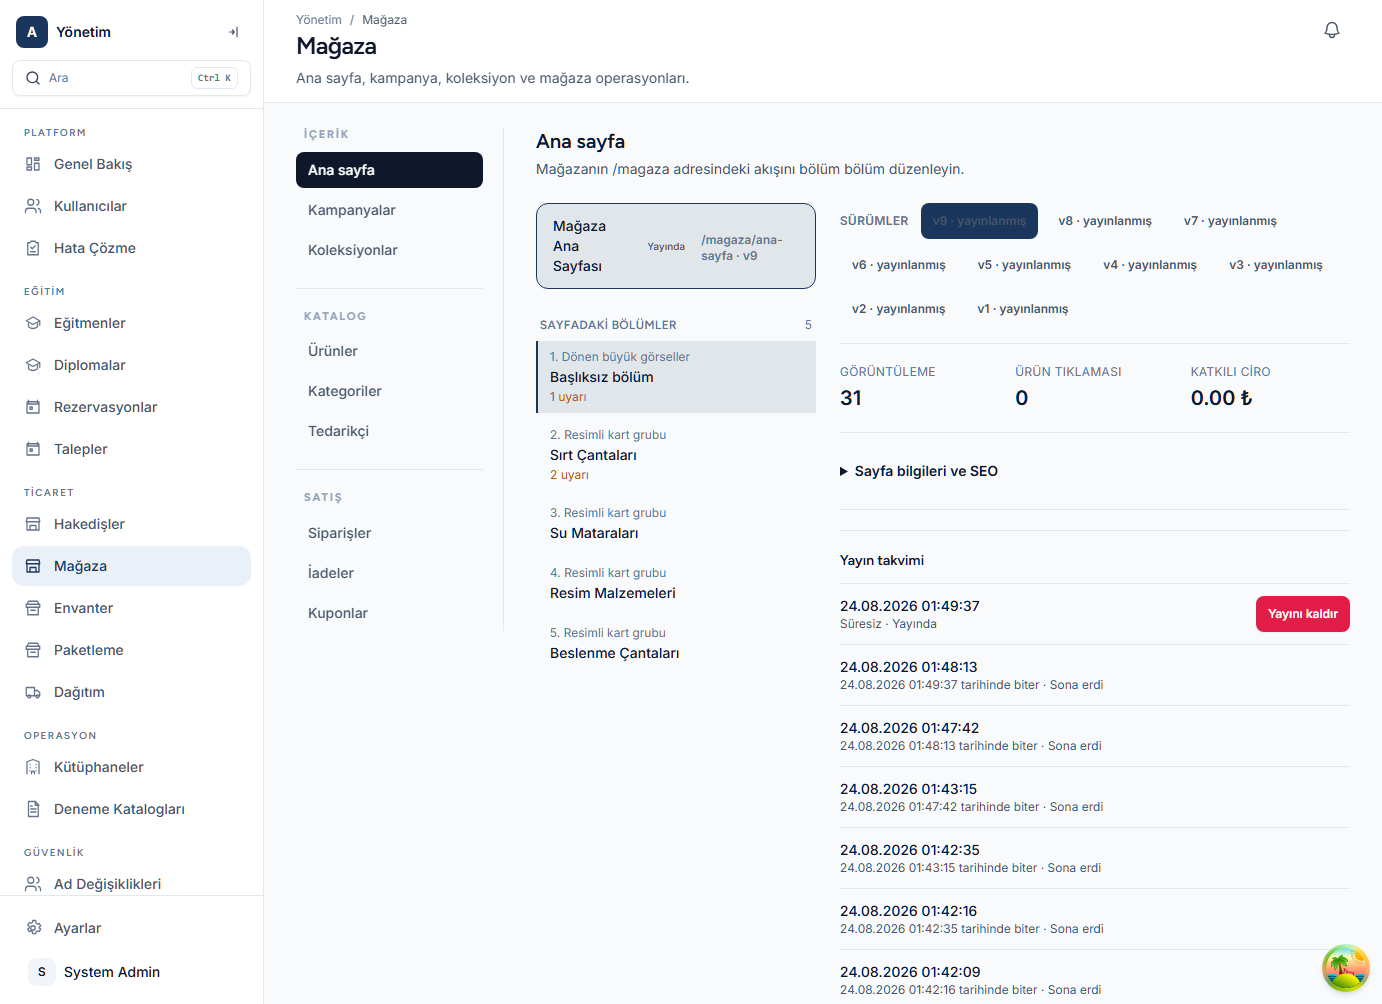 A Yönetim
Ara
Ctrl K
PLATFORM
Genel Bakış
Kullanıcılar
Hata Çözme
EĞİTİM
Eğitmenler
Diplomalar
Rezervasyonlar
Talepler
TİCARET
Hakedişler
Mağaza
Envanter
Paketleme
Dağıtım
OPERASYON
Kütüphaneler
Deneme Katalogları
GÜVENLİK
Ad Değişiklikleri
Ayarlar
S System Admin
Yönetim / Mağaza
Mağaza
Ana sayfa, kampanya, koleksiyon ve mağaza operasyonları.
İÇERİK
Ana sayfa
Kampanyalar
Koleksiyonlar
KATALOG
Ürünler
Kategoriler
Tedarikçi
SATIŞ
Siparişler
İadeler
Kuponlar
Ana sayfa
Mağazanın /magaza adresindeki akışını bölüm bölüm düzenleyin.
Mağaza
Ana
Sayfası
Yayında
/magaza/ana-
sayfa · v9
SAYFADAKİ BÖLÜMLER 5
1. Dönen büyük görseller
Başlıksız bölüm
1 uyarı
2. Resimli kart grubu
Sırt Çantaları
2 uyarı
3. Resimli kart grubu
Su Mataraları
4. Resimli kart grubu
Resim Malzemeleri
5. Resimli kart grubu
Beslenme Çantaları
SÜRÜMLER v9 · yayınlanmış v8 · yayınlanmış v7 · yayınlanmış
v6 · yayınlanmış v5 · yayınlanmış v4 · yayınlanmış v3 · yayınlanmış
v2 · yayınlanmış v1 · yayınlanmış
GÖRÜNTÜLEME
31
ÜRÜN TIKLAMASI
0
KATKILI CİRO
0.00 ₺
Sayfa bilgileri ve SEO
Yayın takvimi
24.08.2026 01:49:37
Süresiz · Yayında
Yayını kaldır
24.08.2026 01:48:13
24.08.2026 01:49:37 tarihinde biter · Sona erdi
24.08.2026 01:47:42
24.08.2026 01:48:13 tarihinde biter · Sona erdi
24.08.2026 01:43:15
24.08.2026 01:47:42 tarihinde biter · Sona erdi
24.08.2026 01:42:35
24.08.2026 01:43:15 tarihinde biter · Sona erdi
24.08.2026 01:42:16
24.08.2026 01:42:35 tarihinde biter · Sona erdi
24.08.2026 01:42:09
24.08.2026 01:42:16 tarihinde biter · Sona erdi